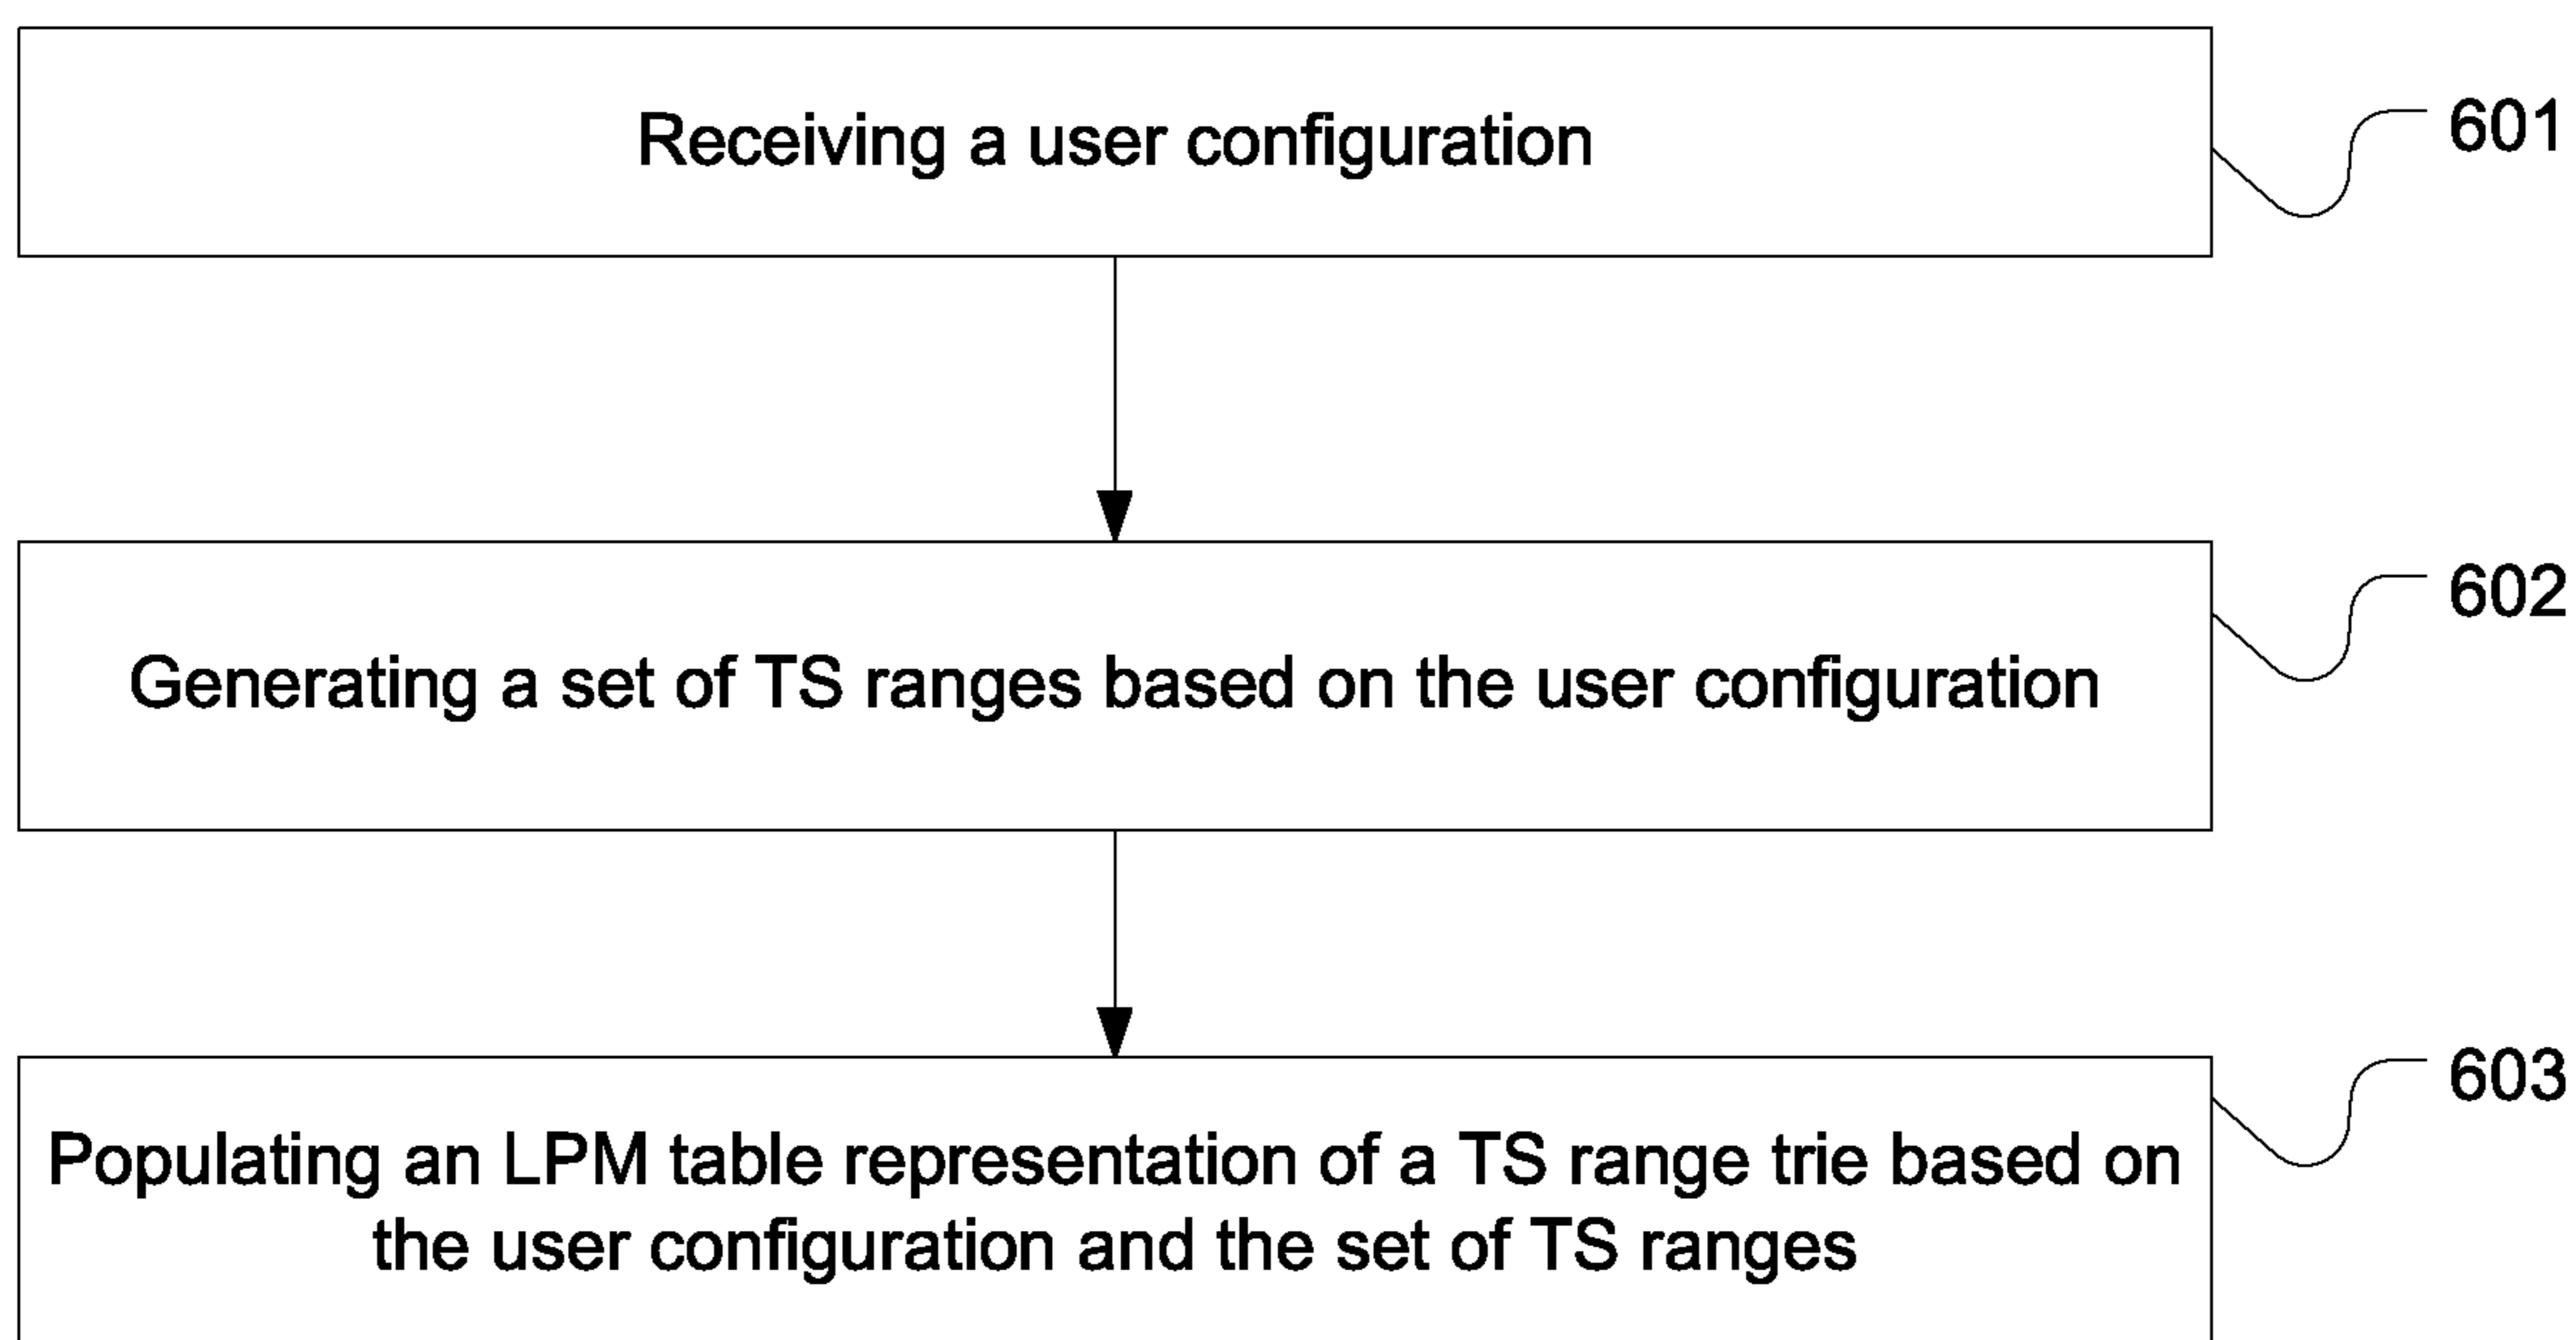 Receiving a user configuration
601
Generating a set of TS ranges based on the user configuration
602
Populating an LPM table representation of a TS range trie based on
the user configuration and the set of TS ranges
603